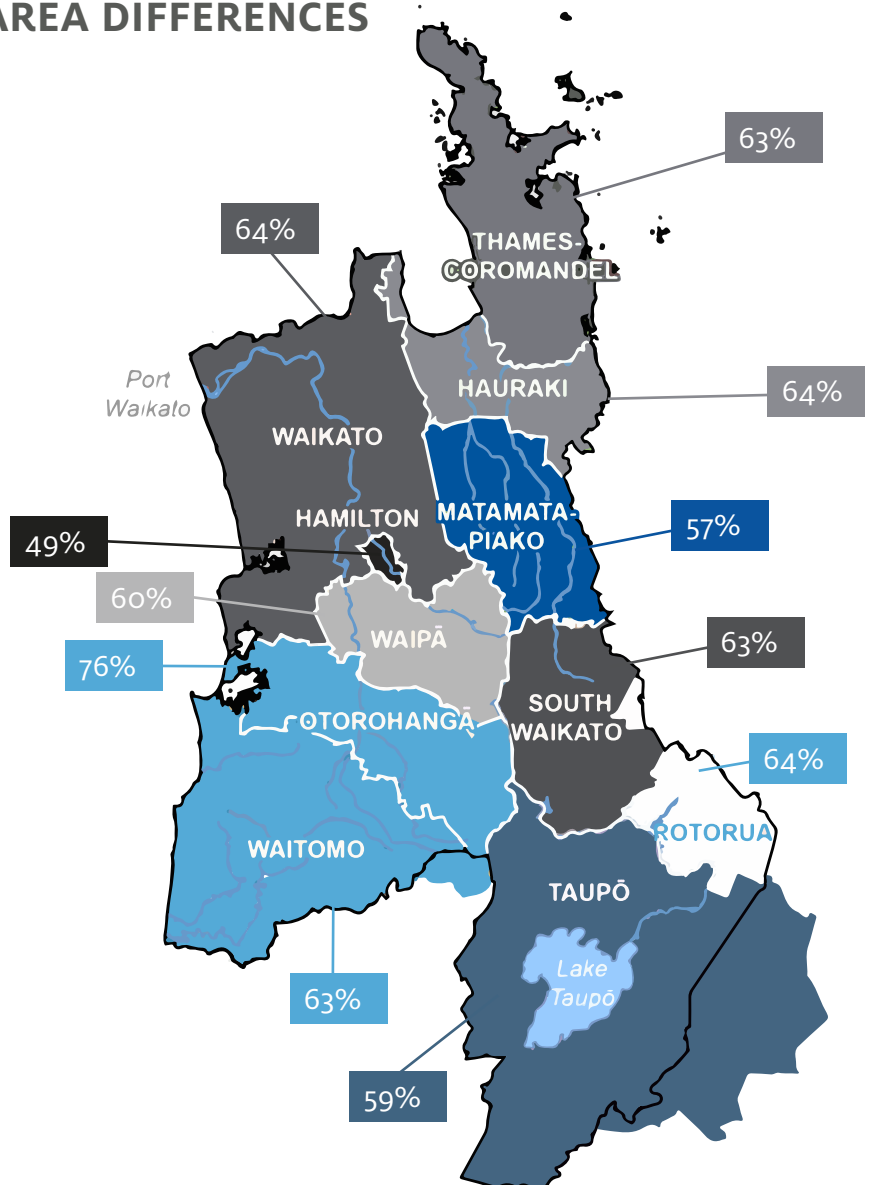 AREA DIFFERENCES
63%
THAMES-
COROMANDEL
64%
Port
Waikato
HAURAKI
64%
WAIKATO
HAMILTON
MATAMATA-
PIAKO
57%
49%
60%
WAIPĀ
63%
76%
SOUTH
WAIKATO
OTOROHANGĀ
64%
ROTORUA
WAITOMO
TAUPŌ
Lake
Taupō
63%
59%